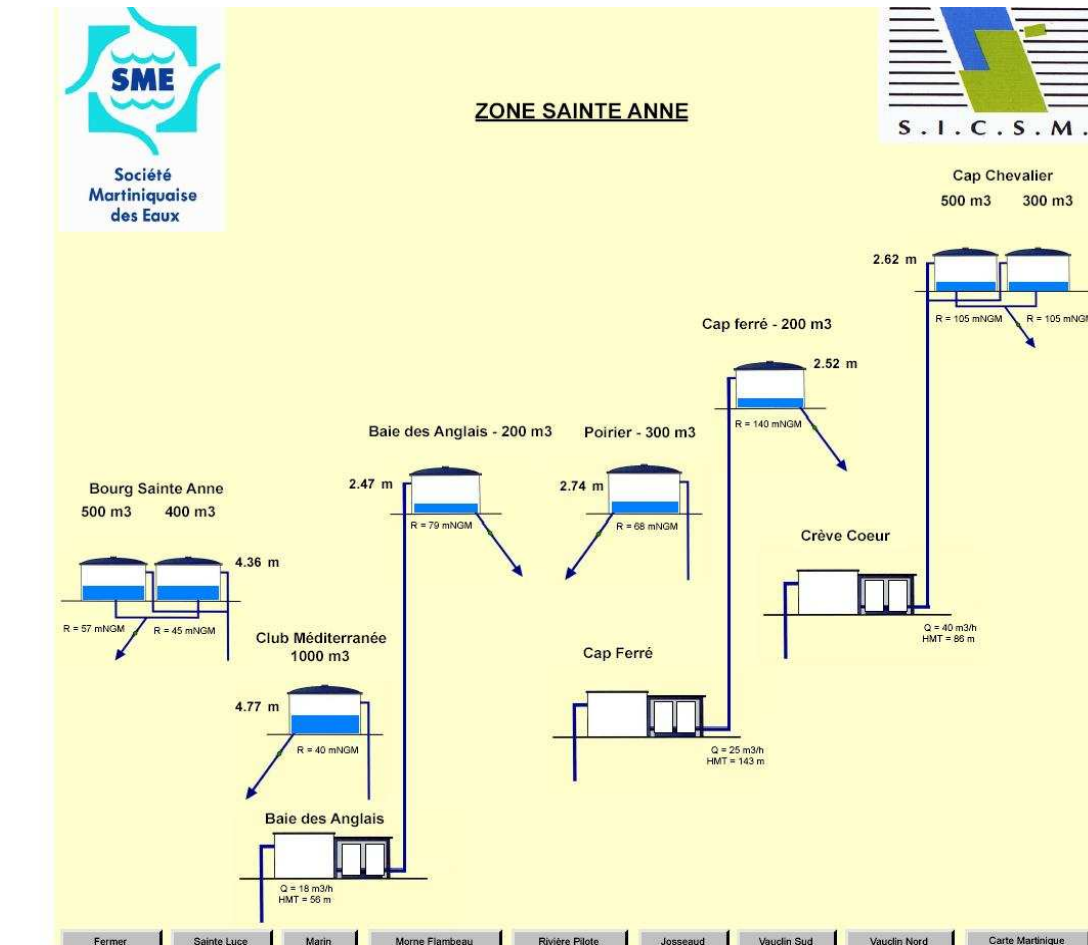 SME
Société
Martiniquaise
des Eaux
ZONE SAINTE ANNE
S.I.C.S.M.
Cap Chevalier
500 m3 300 m3
2.62 m
R = 105 mNGM R = 105 mNGM
Cap ferré - 200 m3
2.52 m
R = 140 mNGM
Baie des Anglais - 200 m3
2.47 m
R = 79 mNGM
Poirier - 300 m3
2.74 m
R = 68 mNGM
Bourg Sainte Anne
500 m3 400 m3
4.36 m
R = 57 mNGM R = 45 mNGM
Crève Coeur
Q = 40 m3/h
HMT = 86 m
Club Méditerranée
1000 m3
4.77 m
R = 40 mNGM
Cap Ferré
Q = 25 m3/h
HMT = 143 m
Baie des Anglais
Q = 18 m3/h
HMT = 56 m
Fermer Sainte Luce Marin Morne Flambeau Rivière Pilote Josseaud Vauclin Sud Vauclin Nord Carte Martinique